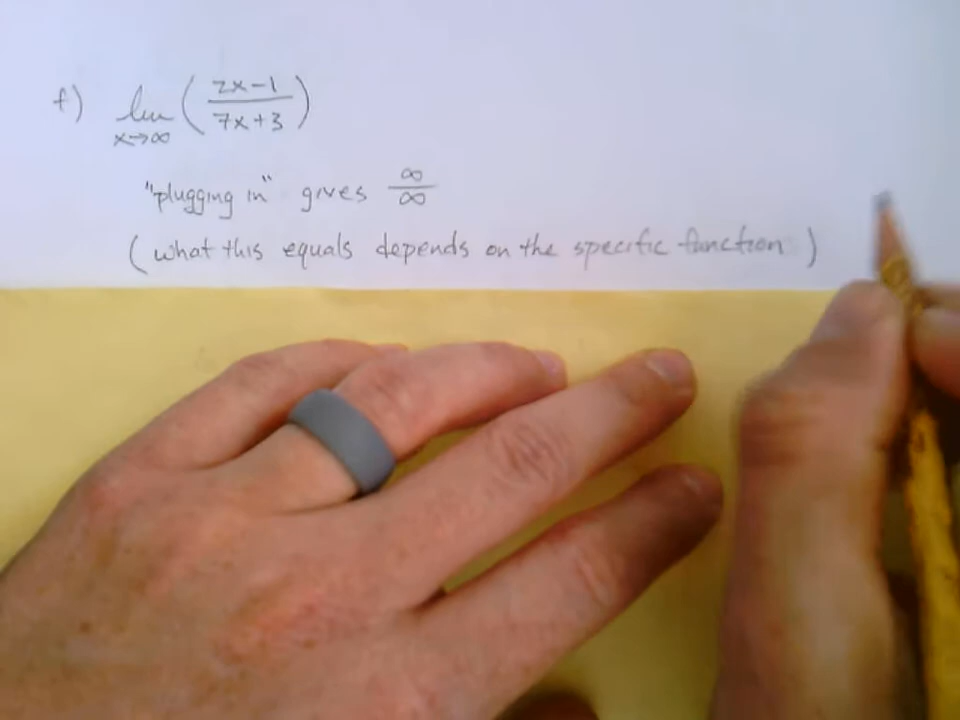 f) lim x→∞ ( 2x-1 / 7x+3 )
"plugging in" gives ∞/∞
( what this equals depends on the specific function )